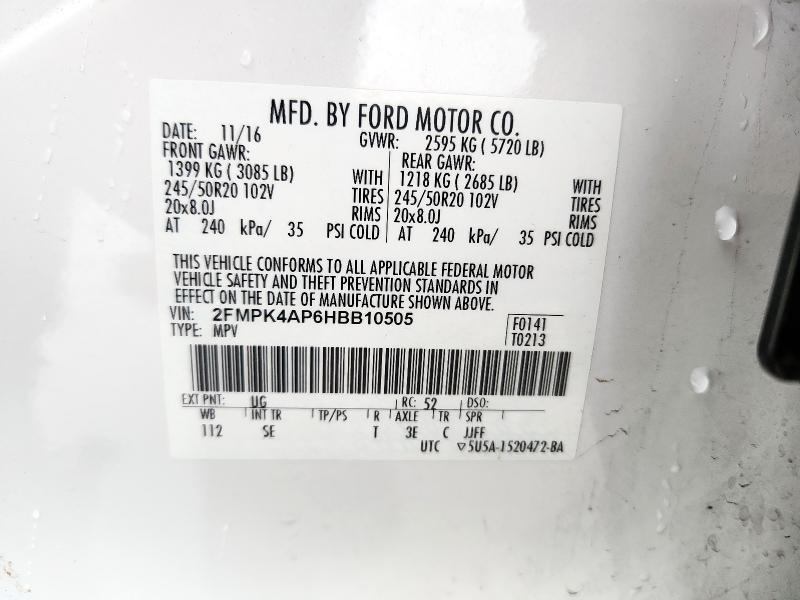 MFD. BY FORD MOTOR CO.
DATE: 11/16 GVWR: 2595 KG ( 5720 LB)
FRONT GAWR: REAR GAWR:
1399 KG ( 3085 LB) WITH 1218 KG ( 2685 LB) WITH
245/50R20 102V TIRES 245/50R20 102V TIRES
20x8.0J RIMS 20x8.0J RIMS
AT 240 kPa/ 35 PSI COLD AT 240 kPa/ 35 PSI COLD
THIS VEHICLE CONFORMS TO ALL APPLICABLE FEDERAL MOTOR
VEHICLE SAFETY AND THEFT PREVENTION STANDARDS IN
EFFECT ON THE DATE OF MANUFACTURE SHOWN ABOVE.
VIN: 2FMPK4AP6HBB10505 F0141
TYPE: MPV T0213
EXT PNT: UG RC: 52 DSO:
WB INT TR TP/PS R AXLE TR SPR
112 SE T 3E C JJFF
UTC ▽5U5A-1520472-BA